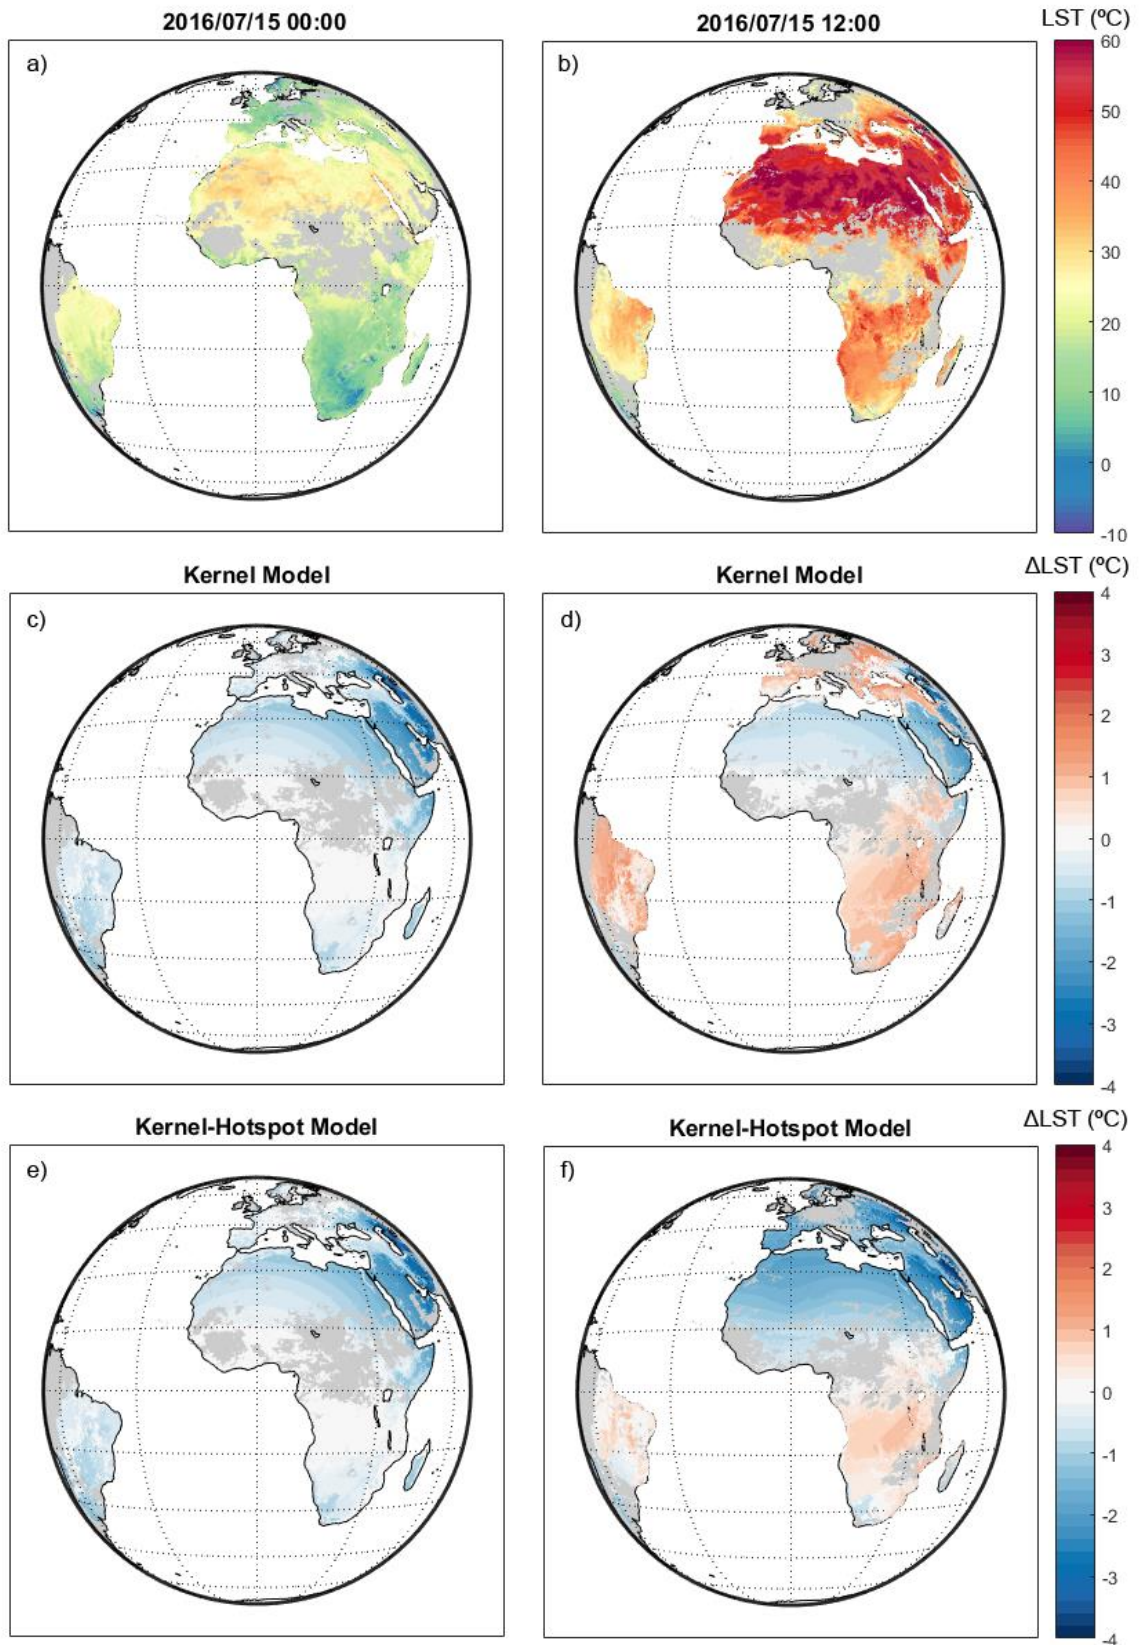 2016/07/15 00:00
2016/07/15 12:00
LST (ºC)
a)
b)
60
50
40
30
20
10
0
-10
Kernel Model
Kernel Model
ΔLST (ºC)
c)
d)
4
3
2
1
0
-1
-2
-3
-4
Kernel-Hotspot Model
Kernel-Hotspot Model
ΔLST (ºC)
e)
f)
4
3
2
1
0
-1
-2
-3
-4